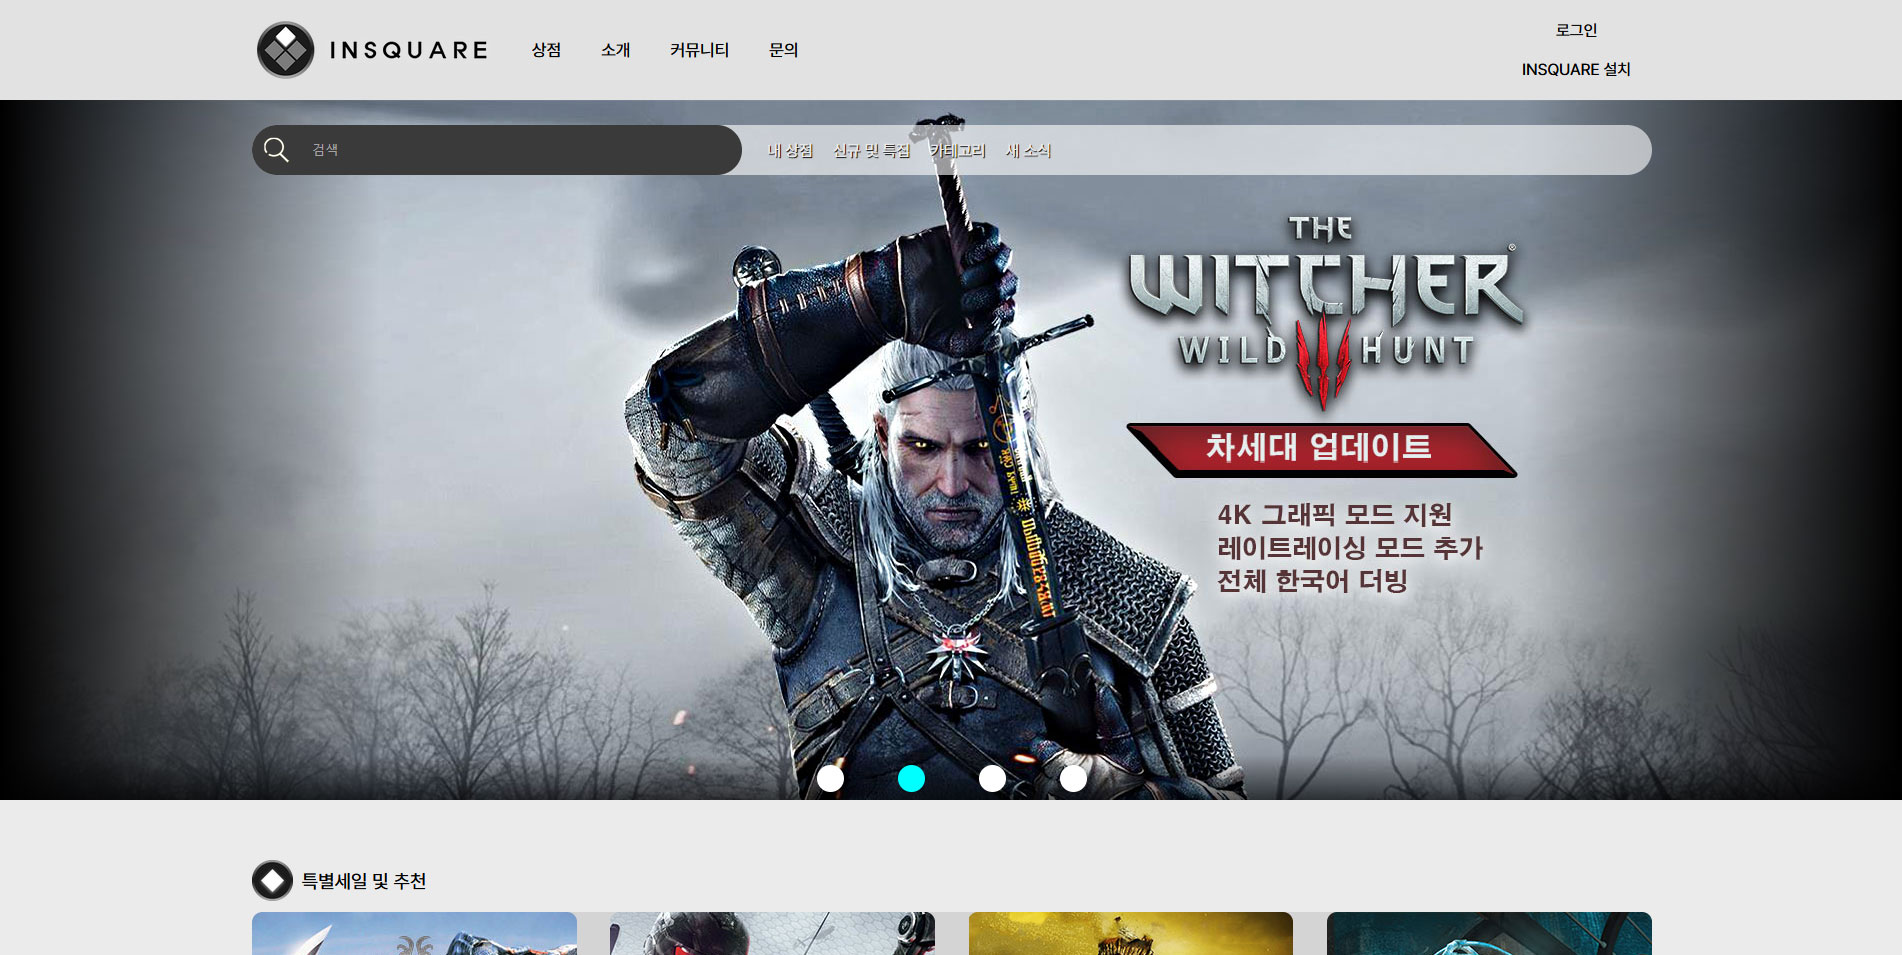 INSQUARE 상점 소개 커뮤니티 문의
로그인
INSQUARE 설치
검색 내 상점 신규 및 특집 카테고리 새 소식
THE
WITCHER®
WILD HUNT
차세대 업데이트
4K 그래픽 모드 지원
레이트레이싱 모드 추가
전체 한국어 더빙
특별세일 및 추천